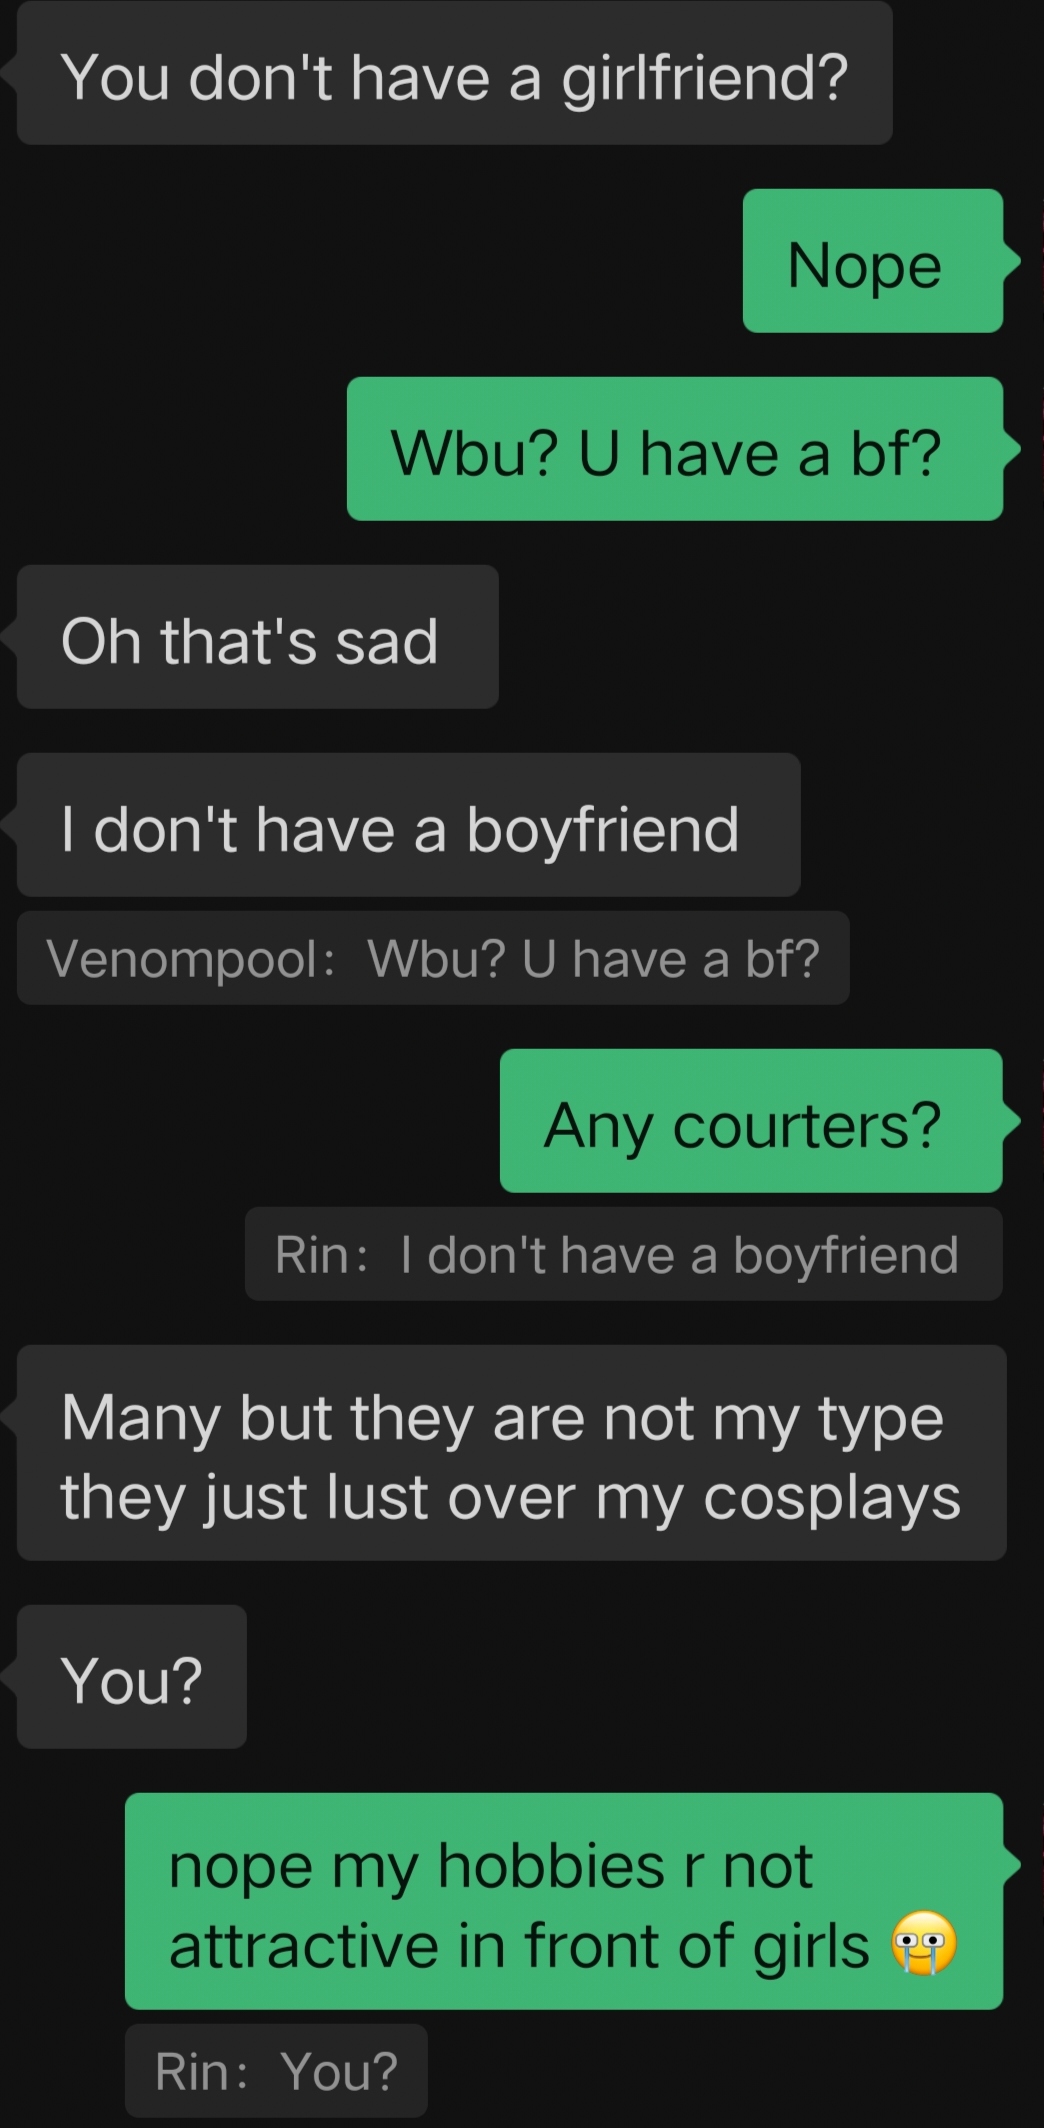 You don't have a girlfriend?
Nope
Wbu? U have a bf?
Oh that's sad
I don't have a boyfriend
Venompool: Wbu? U have a bf?
Any courters?
Rin: I don't have a boyfriend
Many but they are not my type
they just lust over my cosplays
You?
nope my hobbies r not
attractive in front of girls 
Rin: You?